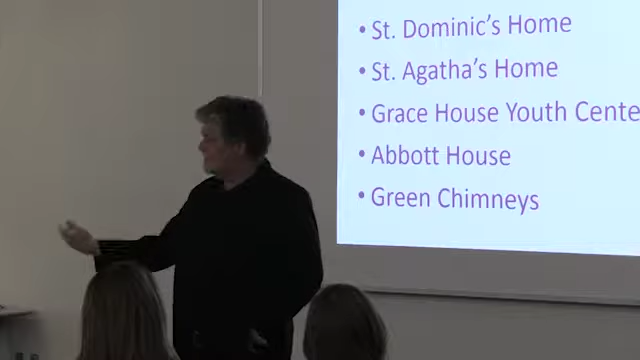 • St. Dominic's Home
• St. Agatha's Home
• Grace House Youth Cente
• Abbott House
• Green Chimneys